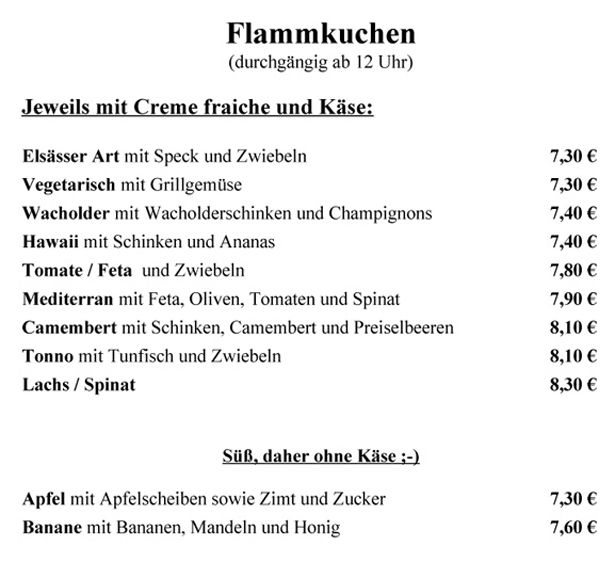 Flammkuchen
(durchgängig ab 12 Uhr)
Jeweils mit Creme fraiche und Käse:
Elsässer Art mit Speck und Zwiebeln 7,30 €
Vegetarisch mit Grillgemüse 7,30 €
Wacholder mit Wacholderschinken und Champignons 7,40 €
Hawaii mit Schinken und Ananas 7,40 €
Tomate / Feta und Zwiebeln 7,80 €
Mediterran mit Feta, Oliven, Tomaten und Spinat 7,90 €
Camembert mit Schinken, Camembert und Preiselbeeren 8,10 €
Tonno mit Tunfisch und Zwiebeln 8,10 €
Lachs / Spinat 8,30 €
Süß, daher ohne Käse ;-)
Apfel mit Apfelscheiben sowie Zimt und Zucker 7,30 €
Banane mit Bananen, Mandeln und Honig 7,60 €